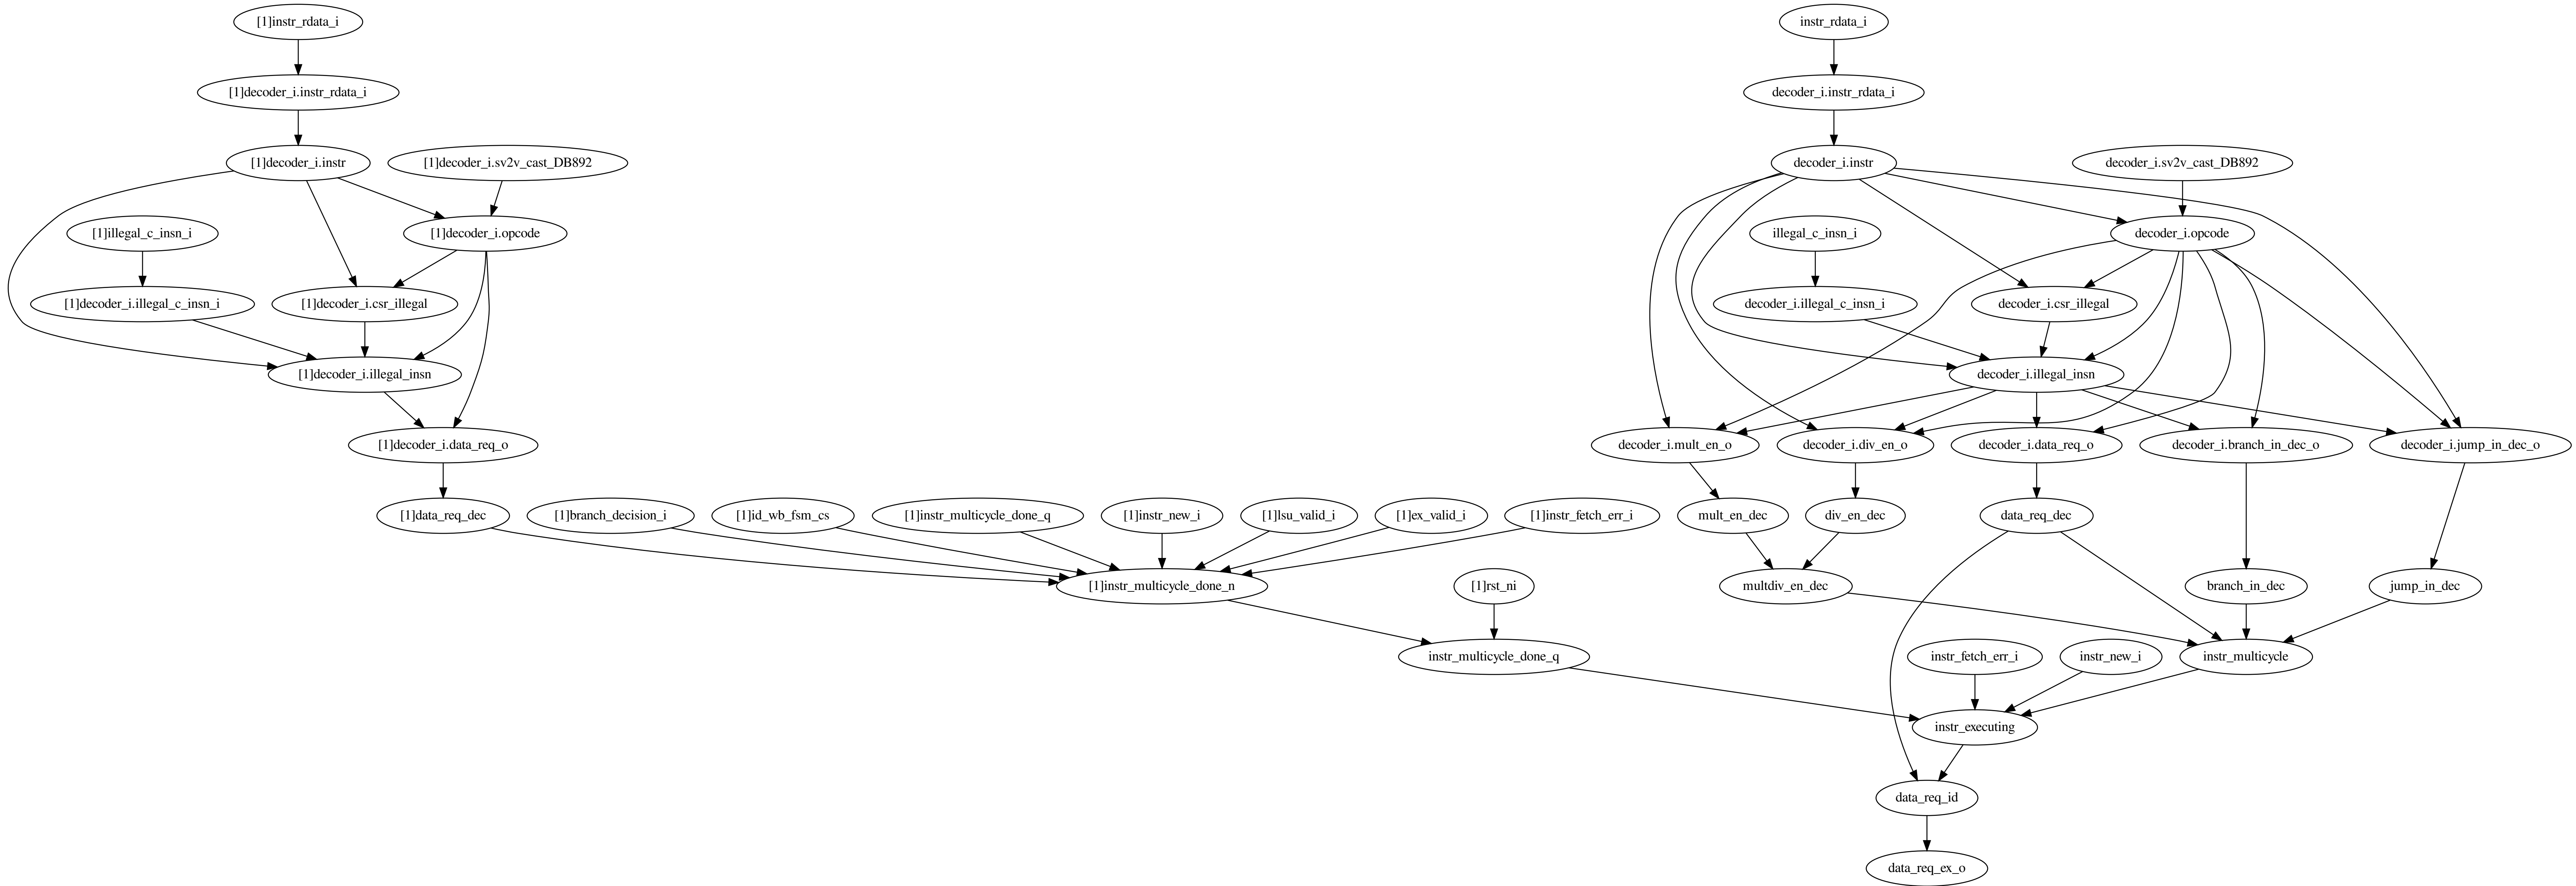 [1]instr_rdata_i
instr_rdata_i
[1]decoder_i.instr_rdata_i
decoder_i.instr_rdata_i
[1]decoder_i.instr
[1]decoder_i.sv2v_cast_DB892
decoder_i.instr
decoder_i.sv2v_cast_DB892
[1]illegal_c_insn_i
[1]decoder_i.opcode
illegal_c_insn_i
decoder_i.opcode
[1]decoder_i.illegal_c_insn_i
[1]decoder_i.csr_illegal
decoder_i.illegal_c_insn_i
decoder_i.csr_illegal
[1]decoder_i.illegal_insn
decoder_i.illegal_insn
[1]decoder_i.data_req_o
decoder_i.mult_en_o
decoder_i.div_en_o
decoder_i.data_req_o
decoder_i.branch_in_dec_o
decoder_i.jump_in_dec_o
[1]data_req_dec
[1]branch_decision_i
[1]id_wb_fsm_cs
[1]instr_multicycle_done_q
[1]instr_new_i
[1]lsu_valid_i
[1]ex_valid_i
[1]instr_fetch_err_i
mult_en_dec
div_en_dec
data_req_dec
[1]instr_multicycle_done_n
[1]rst_ni
multdiv_en_dec
branch_in_dec
jump_in_dec
instr_multicycle_done_q
instr_fetch_err_i
instr_new_i
instr_multicycle
instr_executing
data_req_id
data_req_ex_o